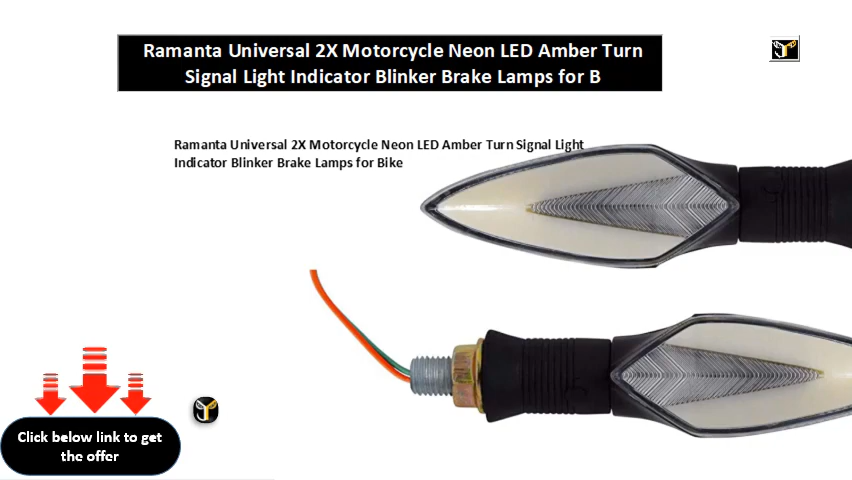 Ramanta Universal 2X Motorcycle Neon LED Amber Turn
Signal Light Indicator Blinker Brake Lamps for B
Ramanta Universal 2X Motorcycle Neon LED Amber Turn Signal Light
Indicator Blinker Brake Lamps for Bike
Click below link to get
the offer